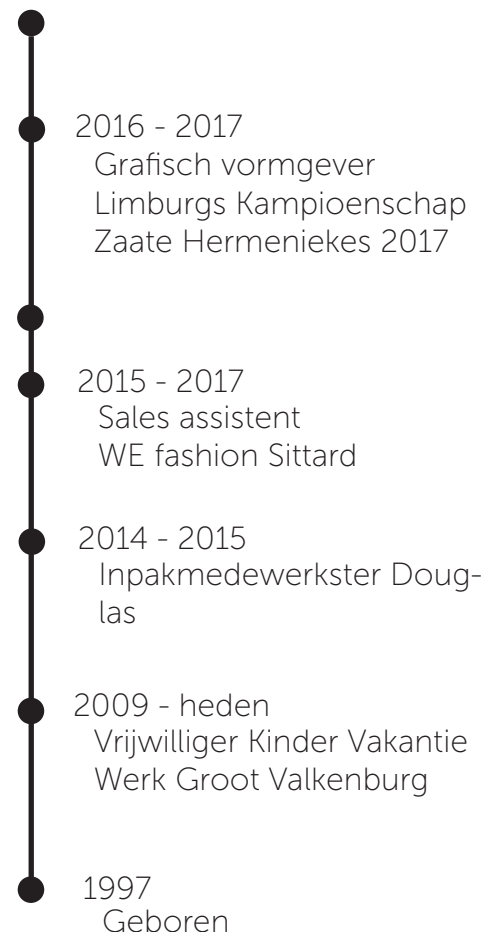 2016 - 2017
Grafisch vormgever
Limburgs Kampioenschap
Zaate Hermeniekes 2017
2015 - 2017
Sales assistent
WE fashion Sittard
2014 - 2015
Inpakmedewerkster Doug-
las
2009 - heden
Vrijwilliger Kinder Vakantie
Werk Groot Valkenburg
1997
Geboren